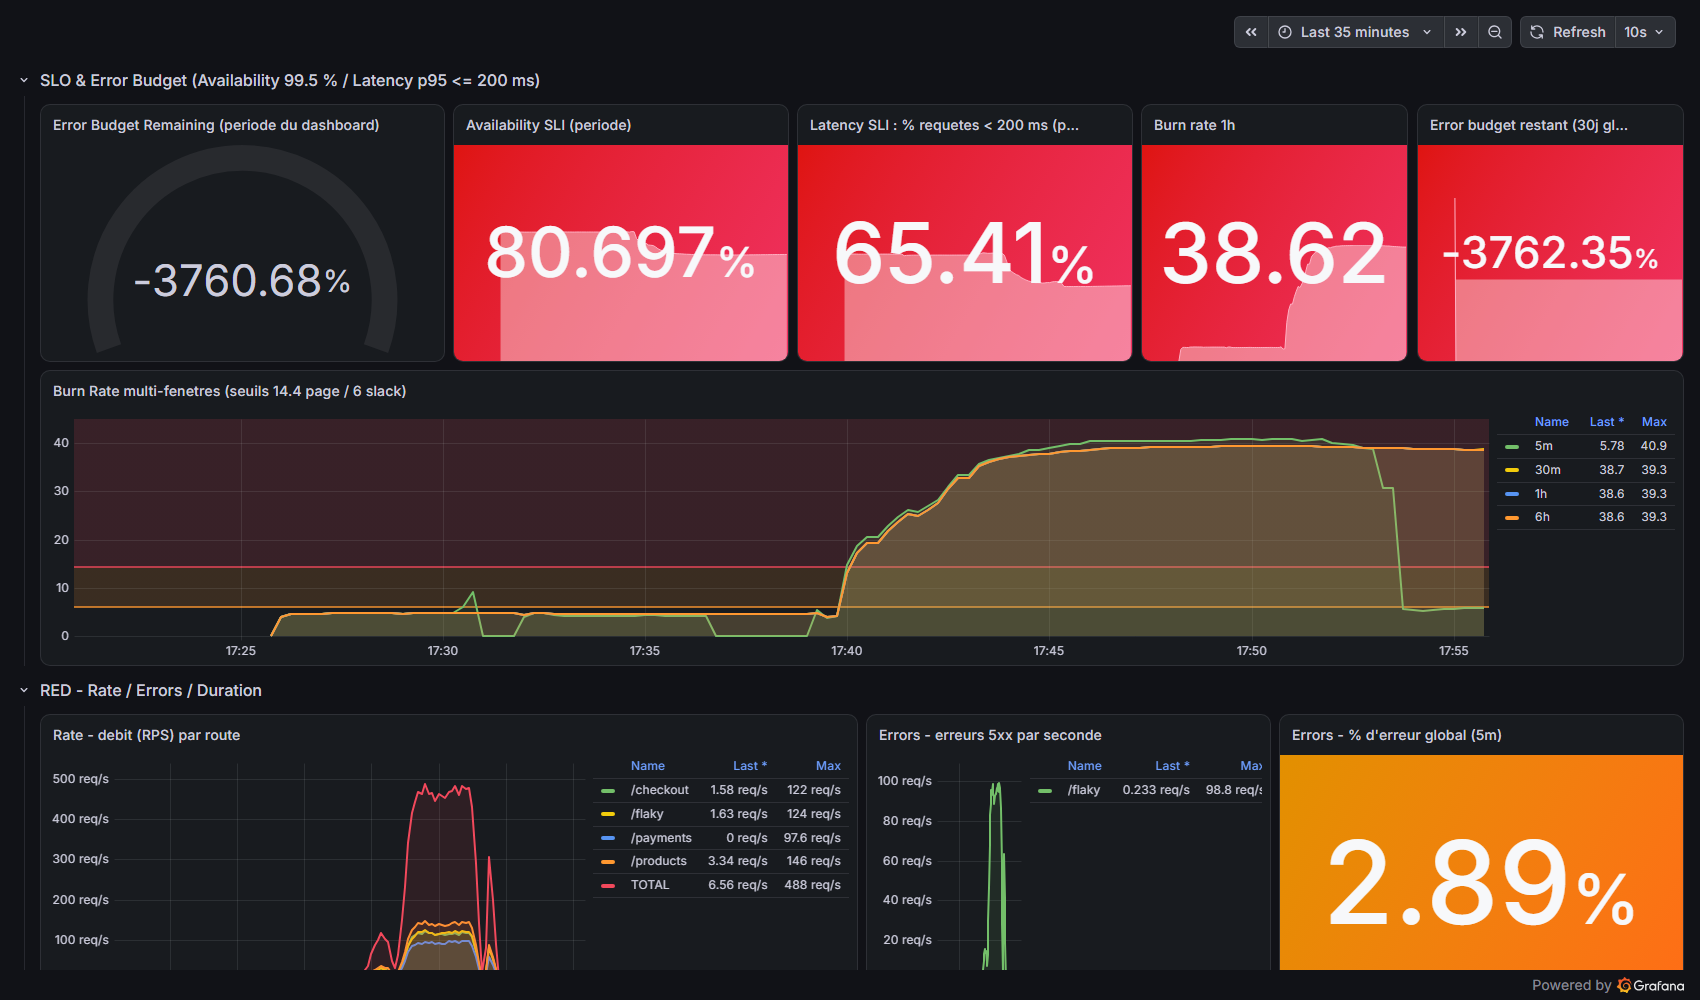 Last 35 minutes
Refresh
10s
SLO & Error Budget (Availability 99.5 % / Latency p95 <= 200 ms)
Error Budget Remaining (periode du dashboard)
-3760.68%
Availability SLI (periode)
80.697%
Latency SLI : % requetes < 200 ms (p...
65.41%
Burn rate 1h
38.62
Error budget restant (30j gl...
-3762.35%
Burn Rate multi-fenetres (seuils 14.4 page / 6 slack)
40
30
20
10
0
17:25 17:30 17:35 17:40 17:45 17:50 17:55
Name Last * Max
5m 5.78 40.9
30m 38.7 39.3
1h 38.6 39.3
6h 38.6 39.3
RED - Rate / Errors / Duration
Rate - debit (RPS) par route
500 req/s
400 req/s
300 req/s
200 req/s
100 req/s
Name Last * Max
/checkout 1.58 req/s 122 req/s
/flaky 1.63 req/s 124 req/s
/payments 0 req/s 97.6 req/s
/products 3.34 req/s 146 req/s
TOTAL 6.56 req/s 488 req/s
Errors - erreurs 5xx par seconde
100 req/s
80 req/s
60 req/s
40 req/s
20 req/s
Name Last * Max
/flaky 0.233 req/s 98.8 req/s
Errors - % d'erreur global (5m)
2.89%
Powered by Grafana